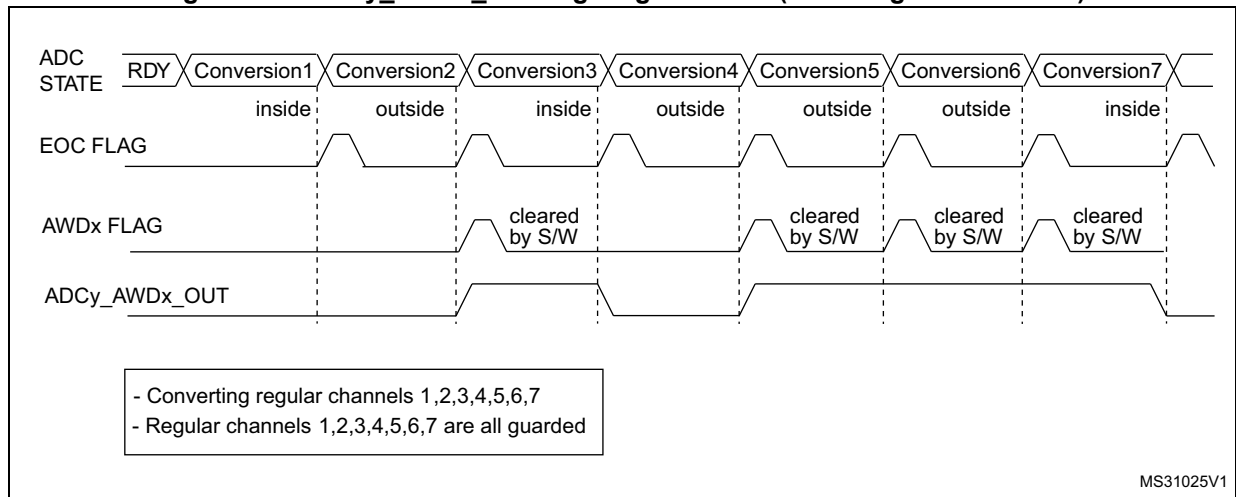 ADC
STATE
RDY Conversion1 Conversion2 Conversion3 Conversion4 Conversion5 Conversion6 Conversion7
inside outside inside outside outside outside inside
EOC FLAG
AWDx FLAG
cleared by S/W cleared by S/W cleared by S/W cleared by S/W
ADCy_AWDx_OUT
- Converting regular channels 1,2,3,4,5,6,7
- Regular channels 1,2,3,4,5,6,7 are all guarded
MS31025V1